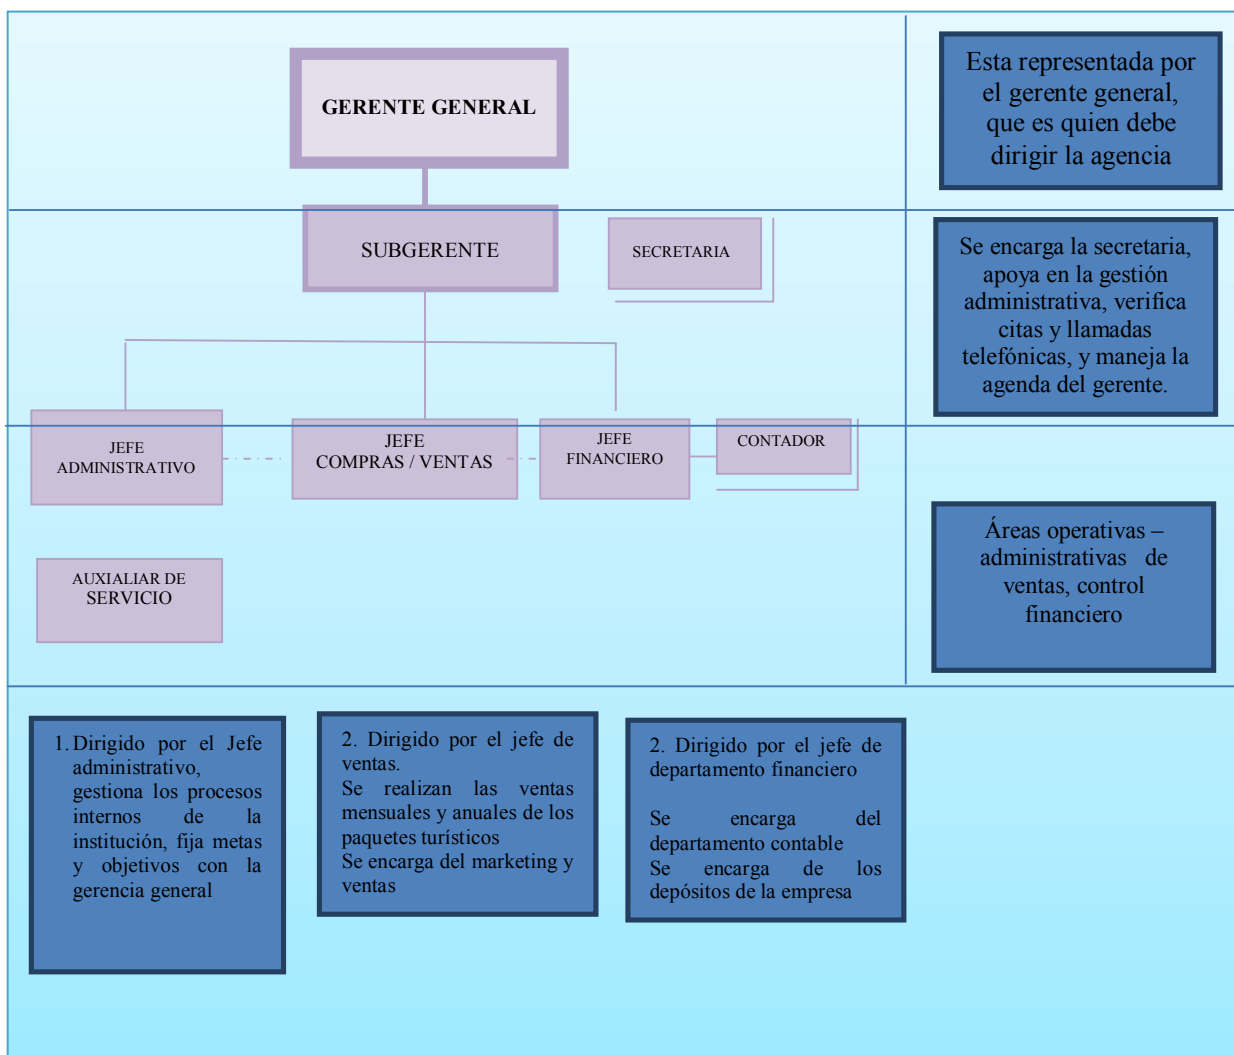 GERENTE GENERAL
Esta representada por
el gerente general,
que es quien debe
dirigir la agencia
SUBGERENTE
SECRETARIA
Se encarga la secretaria,
apoya en la gestión
administrativa, verifica
citas y llamadas
telefónicas, y maneja la
agenda del gerente.
JEFE
ADMINISTRATIVO
JEFE
COMPRAS / VENTAS
JEFE
FINANCIERO
CONTADOR
AUXIALIAR DE
SERVICIO
Áreas operativas –
administrativas de
ventas, control
financiero
1. Dirigido por el Jefe
administrativo,
gestiona los procesos
internos de la
institución, fija metas
y objetivos con la
gerencia general
2. Dirigido por el jefe de
ventas.
Se realizan las ventas
mensuales y anuales de los
paquetes turísticos
Se encarga del marketing y
ventas
2. Dirigido por el jefe de
departamento financiero
Se encarga del
departamento contable
Se encarga de los
depósitos de la empresa